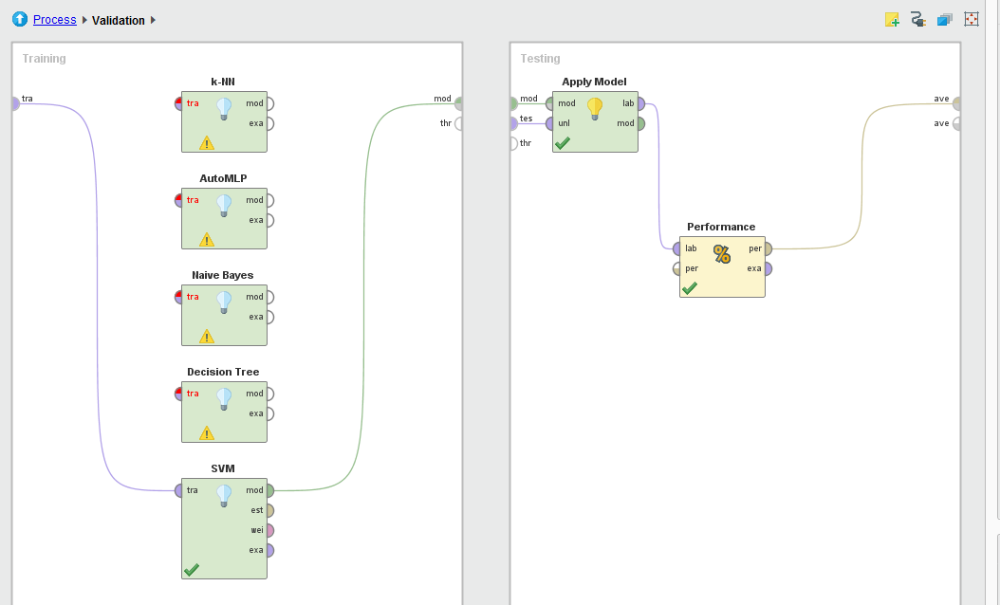 Process Validation
Training
tra
k-NN
tra mod
exa
AutoMLP
tra mod
exa
Naive Bayes
tra mod
exa
Decision Tree
tra mod
exa
SVM
tra mod
est
wei
exa
mod
thr
Testing
mod
tes
thr
Apply Model
mod lab
unl mod
Performance
% 
lab per
per exa
ave
ave